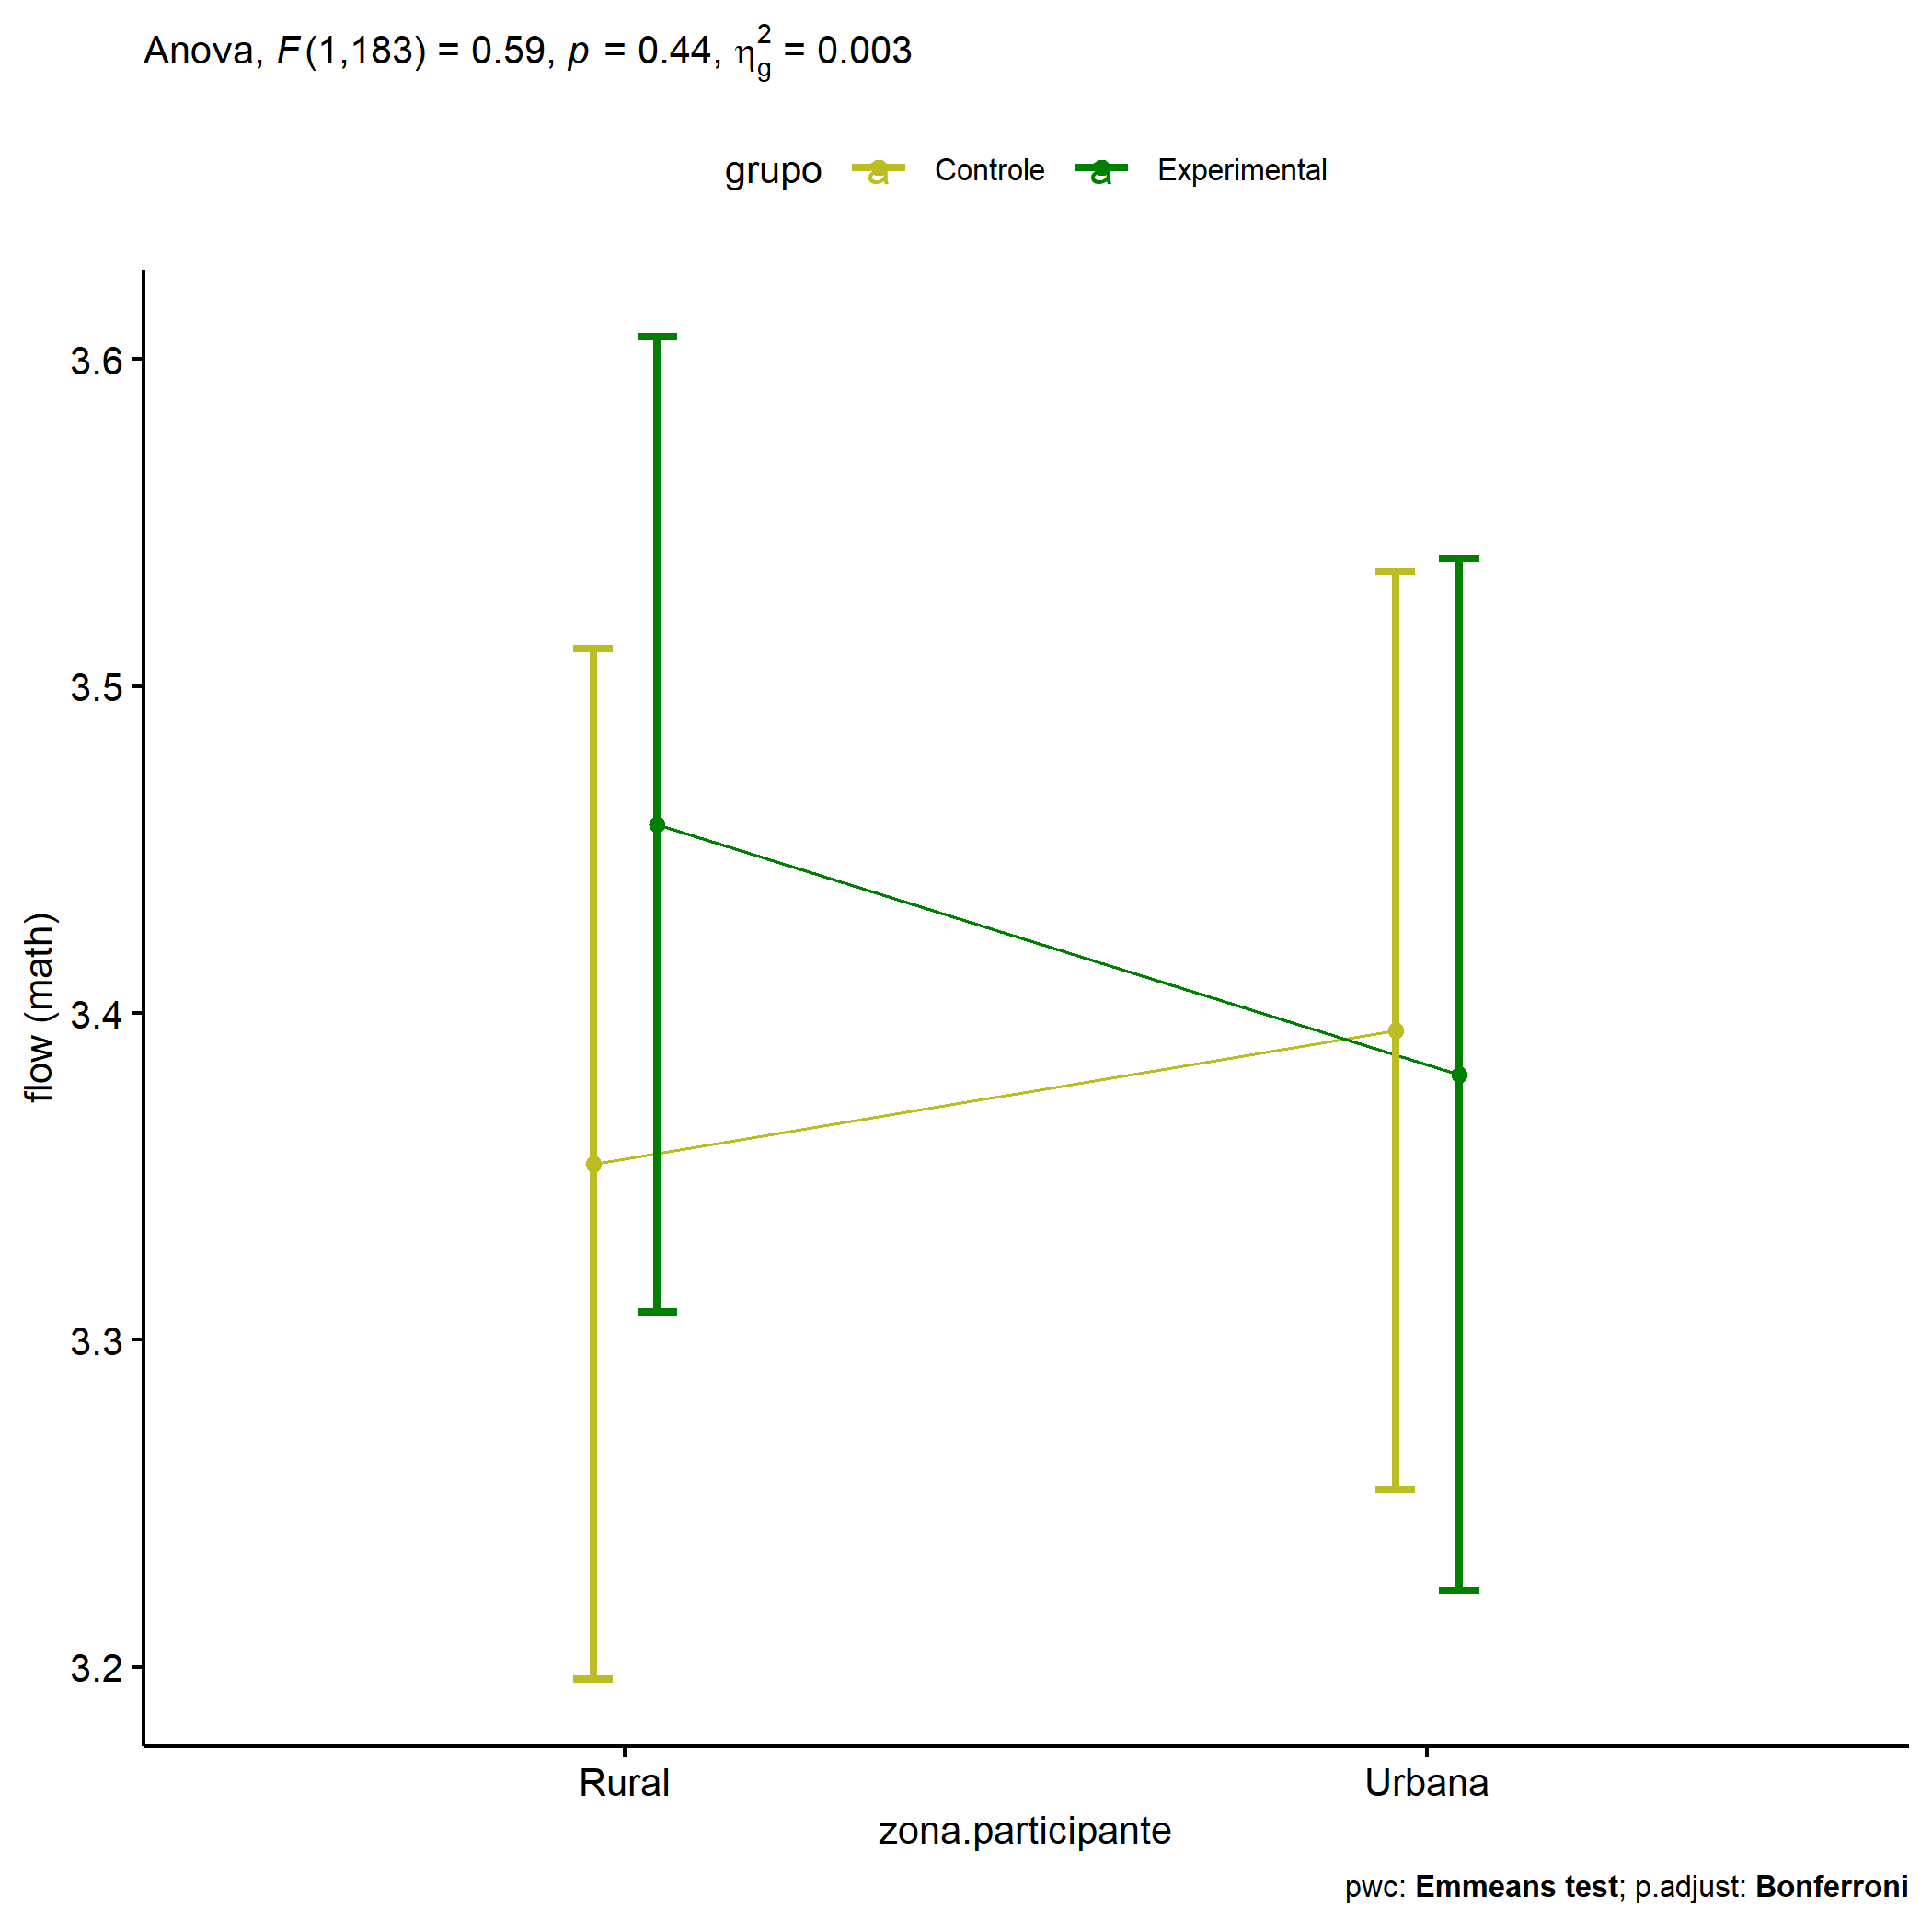 Anova, F(1,183) = 0.59, p = 0.44, η²g = 0.003
grupo a Controle a Experimental
3.6
3.5
3.4
3.3
3.2
flow (math)
Rural Urbana
zona.participante
pwc: Emmeans test; p.adjust: Bonferroni